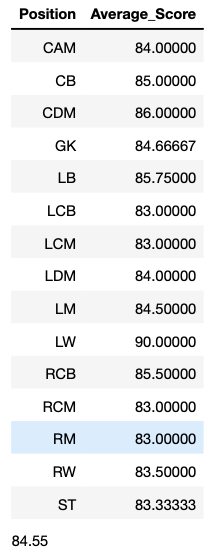 Position Average_Score
CAM 84.00000
CB 85.00000
CDM 86.00000
GK 84.66667
LB 85.75000
LCB 83.00000
LCM 83.00000
LDM 84.00000
LM 84.50000
LW 90.00000
RCB 85.50000
RCM 83.00000
RM 83.00000
RW 83.50000
ST 83.33333
84.55